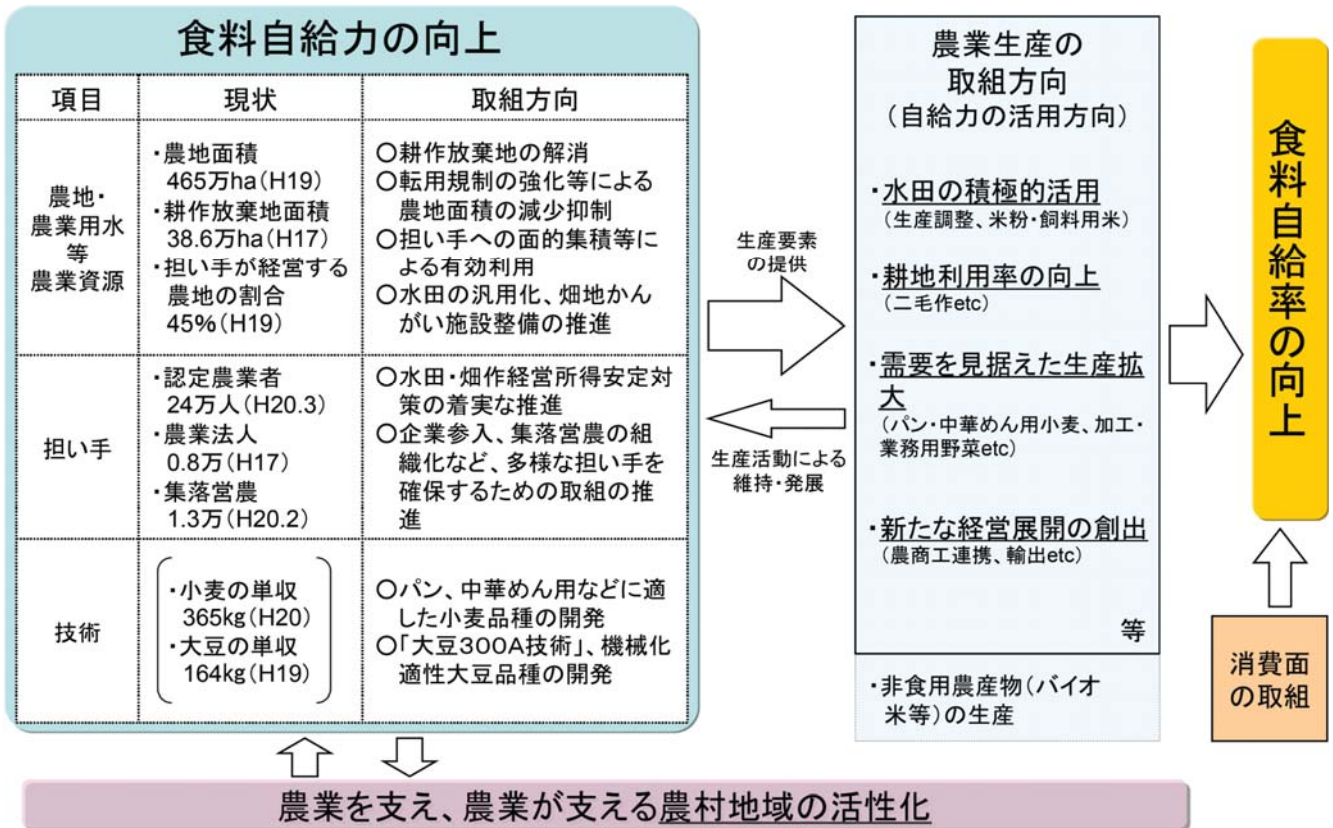 食料自給力の向上
項目
現状
取組方向
農地・
農業用水
等
農業資源
・農地面積
465万ha(H19)
・耕作放棄地面積
38.6万ha(H17)
・担い手が経営する
農地の割合
45%(H19)
〇耕作放棄地の解消
〇転用規制の強化等による
農地面積の減少抑制
〇担い手への面的集積等に
よる有効利用
〇水田の汎用化、畑地かん
がい施設整備の推進
担い手
・認定農業者
24万人(H20.3)
・農業法人
0.8万(H17)
・集落営農
1.3万(H20.2)
〇水田・畑作経営所得安定対
策の着実な推進
〇企業参入、集落営農の組
織化など、多様な担い手を
確保するための取組の推
進
技術
・小麦の単収
365kg(H20)
・大豆の単収
164kg(H19)
〇パン、中華めん用などに適
した小麦品種の開発
〇「大豆300A技術」、機械化
適性大豆品種の開発
生産要素
の提供
生産活動による
維持・発展
農業生産の
取組方向
(自給力の活用方向)
・水田の積極的活用
(生産調整、米粉・飼料用米)
・耕地利用率の向上
(二毛作etc)
・需要を見据えた生産拡
大
(パン・中華めん用小麦、加工・
業務用野菜etc)
・新たな経営展開の創出
(農商工連携、輸出etc)
等
・非食用農産物(バイオ
米等)の生産
食料自給率の向上
消費面
の取組
農業を支え、農業が支える農村地域の活性化